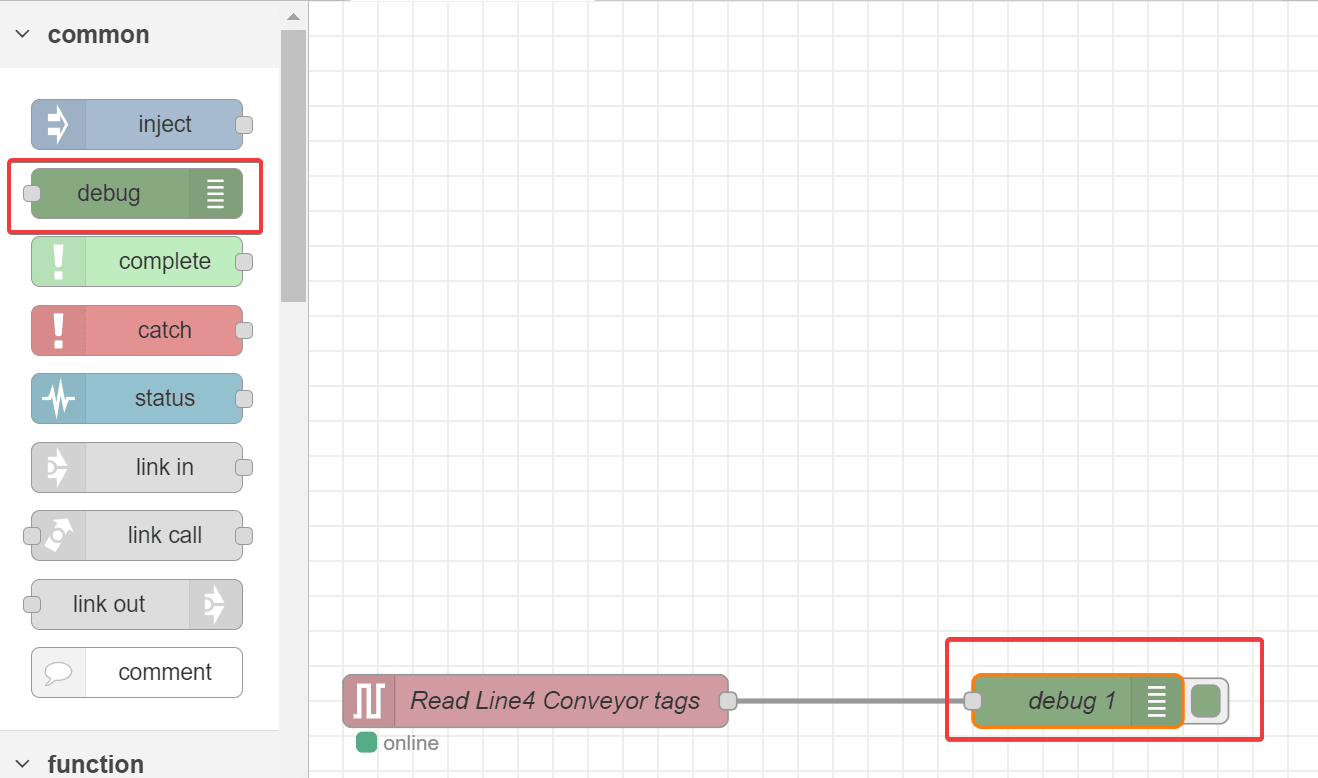 common
inject
debug
complete
catch
status
link in
link call
link out
comment
function
Read Line4 Conveyor tags
online
debug 1